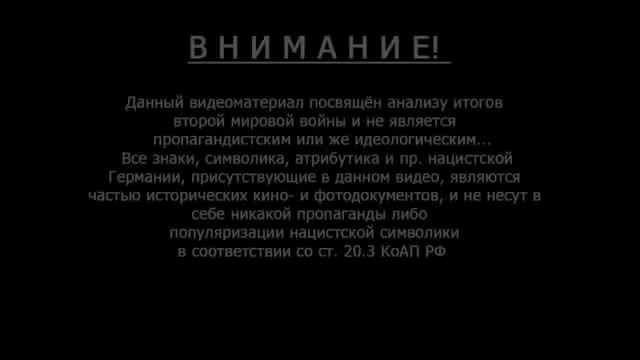 ВНИМАНИЕ!
Данный видеоматериал посвящён анализу итогов
второй мировой войны и не является
пропагандистским или же идеологическим...
Все знаки, символика, атрибутика и пр. нацистской
Германии, присутствующие в данном видео, являются
частью исторических кино- и фотодокументов, и не несут в
себе никакой пропаганды либо
популяризации нацистской символики
в соответствии со ст. 20.3 КоАП РФ